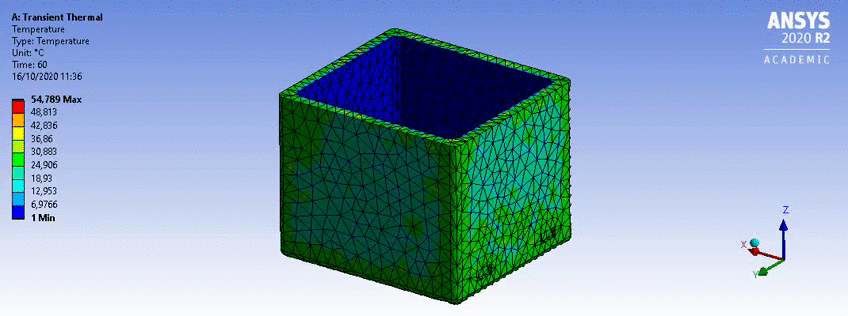 A: Transient Thermal
Temperature
Type: Temperature
Unit: °C
Time: 60
16/10/2020 11:36
54,789 Max
48,813
42,836
36,86
30,883
24,906
18,93
12,953
6,9766
1 Min
ANSYS
2020 R2
ACADEMIC
Z
X
Y